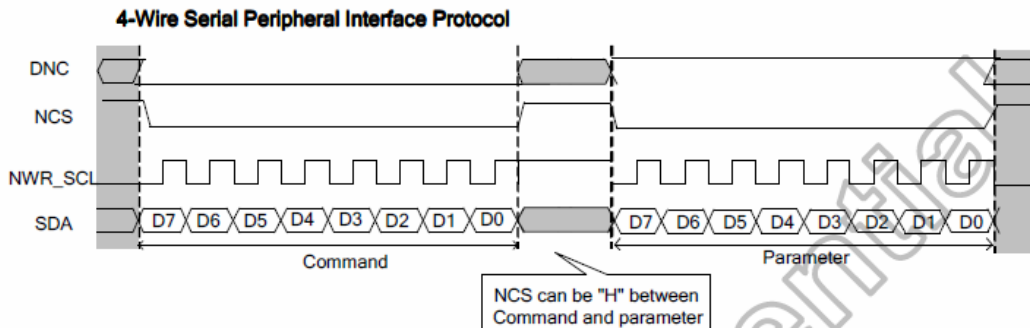 4-Wire Serial Peripheral Interface Protocol
DNC
NCS
NWR_SCL
SDA
D7 D6 D5 D4 D3 D2 D1 D0
D7 D6 D5 D4 D3 D2 D1 D0
Command
Parameter
NCS can be "H" between
Command and parameter